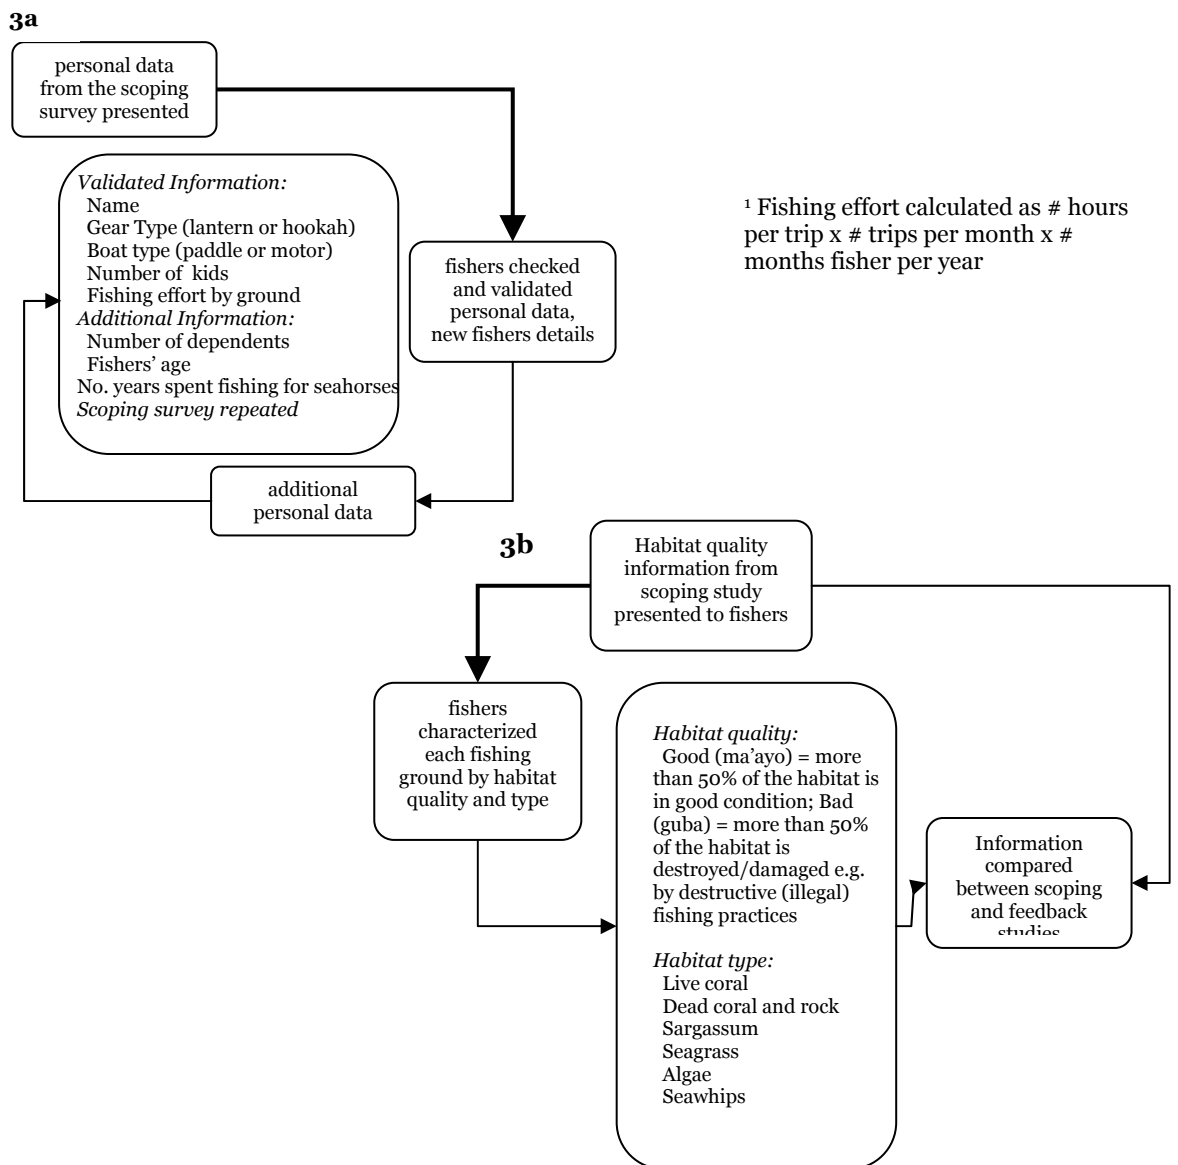 3a
personal data
from the scoping
survey presented
Validated Information:
Name
Gear Type (lantern or hookah)
Boat type (paddle or motor)
Number of kids
Fishing effort by ground
Additional Information:
Number of dependents
Fishers’ age
No. years spent fishing for seahorses
Scoping survey repeated
fishers checked
and validated
personal data,
new fishers details
¹ Fishing effort calculated as # hours
per trip x # trips per month x #
months fisher per year
additional
personal data
3b
Habitat quality
information from
scoping study
presented to fishers
fishers
characterized
each fishing
ground by habitat
quality and type
Habitat quality:
Good (ma’ayo) = more
than 50% of the habitat is
in good condition; Bad
(guba) = more than 50%
of the habitat is
destroyed/damaged e.g.
by destructive (illegal)
fishing practices
Habitat type:
Live coral
Dead coral and rock
Sargassum
Seagrass
Algae
Seawhips
Information
compared
between scoping
and feedback
studies